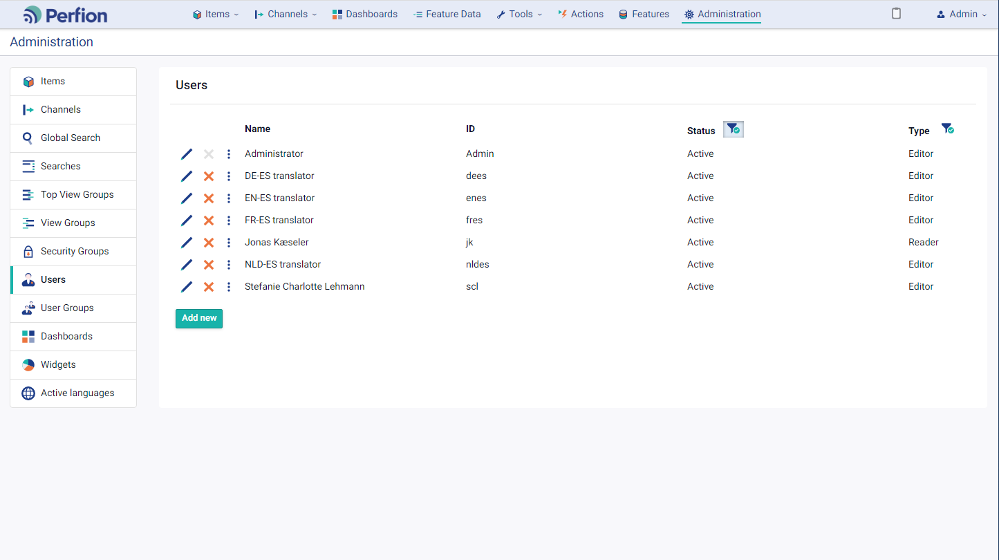 Perfion Items Channels Dashboards Feature Data Tools Actions Features Administration Admin
Administration
Items
Channels
Global Search
Searches
Top View Groups
View Groups
Security Groups
Users
User Groups
Dashboards
Widgets
Active languages
Users
Name ID Status Type
Administrator Admin Active Editor
DE-ES translator dees Active Editor
EN-ES translator enes Active Editor
FR-ES translator fres Active Editor
Jonas Kæseler jk Active Reader
NLD-ES translator nldes Active Editor
Stefanie Charlotte Lehmann scl Active Editor
Add new